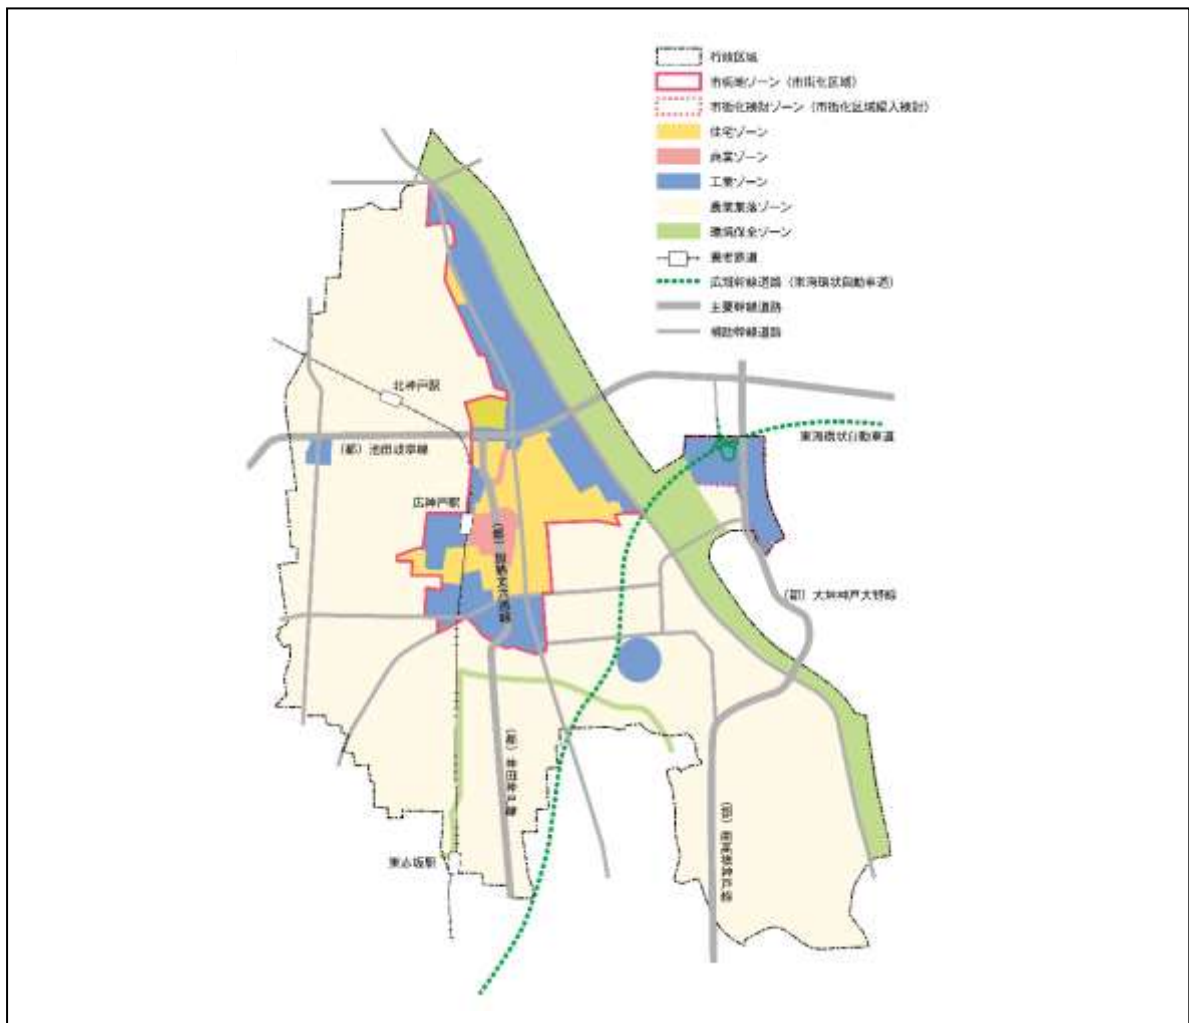 行政区域
市街地ゾーン（市街化区域）
市街化検討ゾーン（市街化区域編入検討）
住宅ゾーン
商業ゾーン
工業ゾーン
農業集落ゾーン
環境保全ゾーン
養老鉄道
広域幹線道路（東海環状自動車道）
主要幹線道路
補助幹線道路
北神戸駅
（都）池田岐阜線
東海環状自動車道
広神戸駅
（都）大垣神戸大野線
東赤坂駅